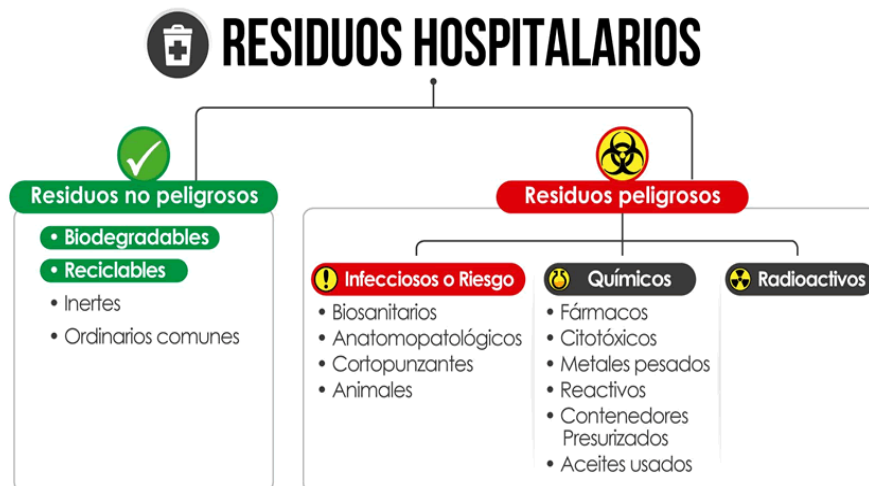 RESIDUOS HOSPITALARIOS
Residuos no peligrosos
• Biodegradables
• Reciclables
• Inertes
• Ordinarios comunes
Residuos peligrosos
Infecciosos o Riesgo
• Biosanitarios
• Anatomopatológicos
• Cortopunzantes
• Animales
Químicos
• Fármacos
• Citotóxicos
• Metales pesados
• Reactivos
• Contenedores
Presurizados
• Aceites usados
Radioactivos